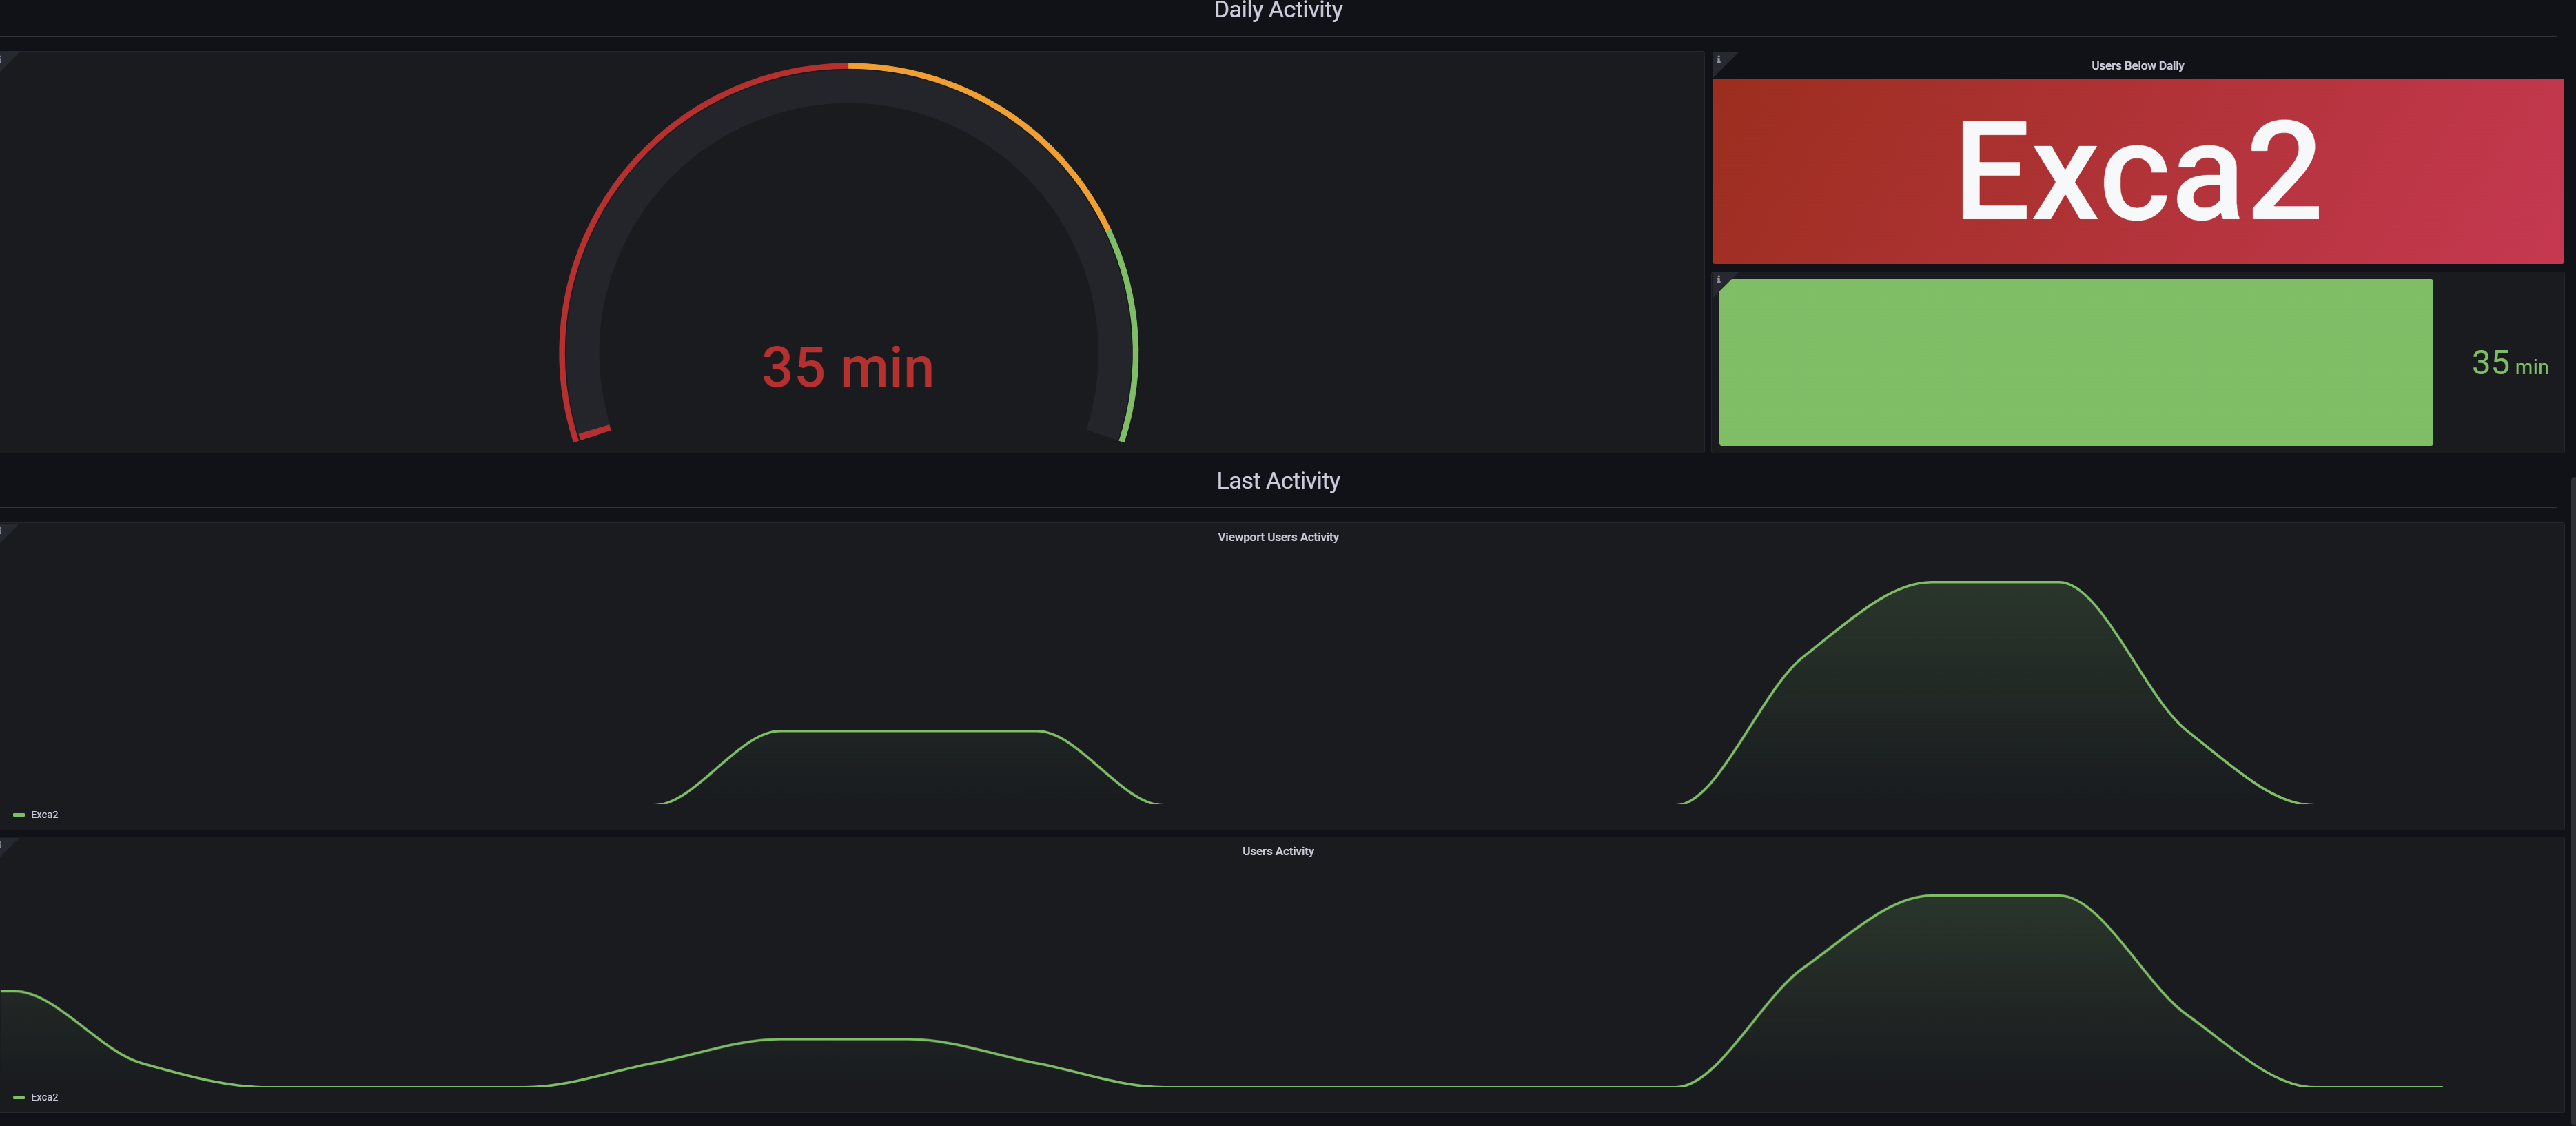 Daily Activity
35 min
Users Below Daily
Exca2
35 min
Last Activity
Viewport Users Activity
Exca2
Users Activity
Exca2